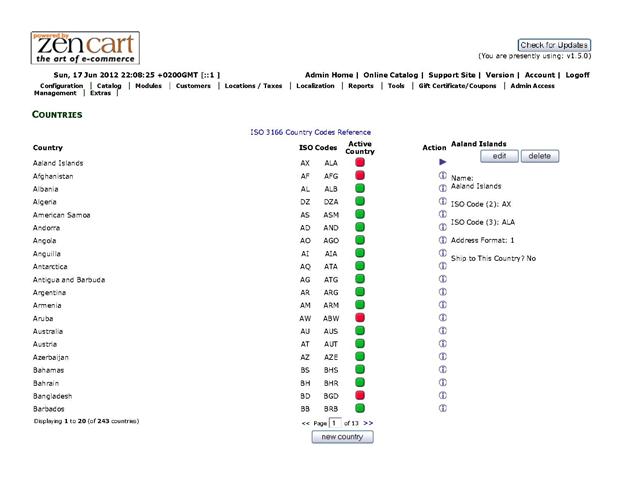 powered by
zencart
the art of e-commerce
Check for Updates
(You are presently using: v1.5.0)
Sun, 17 Jun 2012 22:08:25 +0200GMT [::1 ]
Admin Home | Online Catalog | Support Site | Version | Account | Logoff
Configuration | Catalog | Modules | Customers | Locations / Taxes | Localization | Reports | Tools | Gift Certificate/Coupons | Admin Access
Management | Extras |
COUNTRIES
ISO 3166 Country Codes Reference
Country ISO Codes Active Country Action
Aaland Islands AX ALA
Afghanistan AF AFG
Albania AL ALB
Algeria DZ DZA
American Samoa AS ASM
Andorra AD AND
Angola AO AGO
Anguilla AI AIA
Antarctica AQ ATA
Antigua and Barbuda AG ATG
Argentina AR ARG
Armenia AM ARM
Aruba AW ABW
Australia AU AUS
Austria AT AUT
Azerbaijan AZ AZE
Bahamas BS BHS
Bahrain BH BHR
Bangladesh BD BGD
Barbados BB BRB
Displaying 1 to 20 (of 243 countries)
<< Page 1 of 13 >>
new country
Aaland Islands
edit delete
Name:
Aaland Islands
ISO Code (2): AX
ISO Code (3): ALA
Address Format: 1
Ship to This Country? No